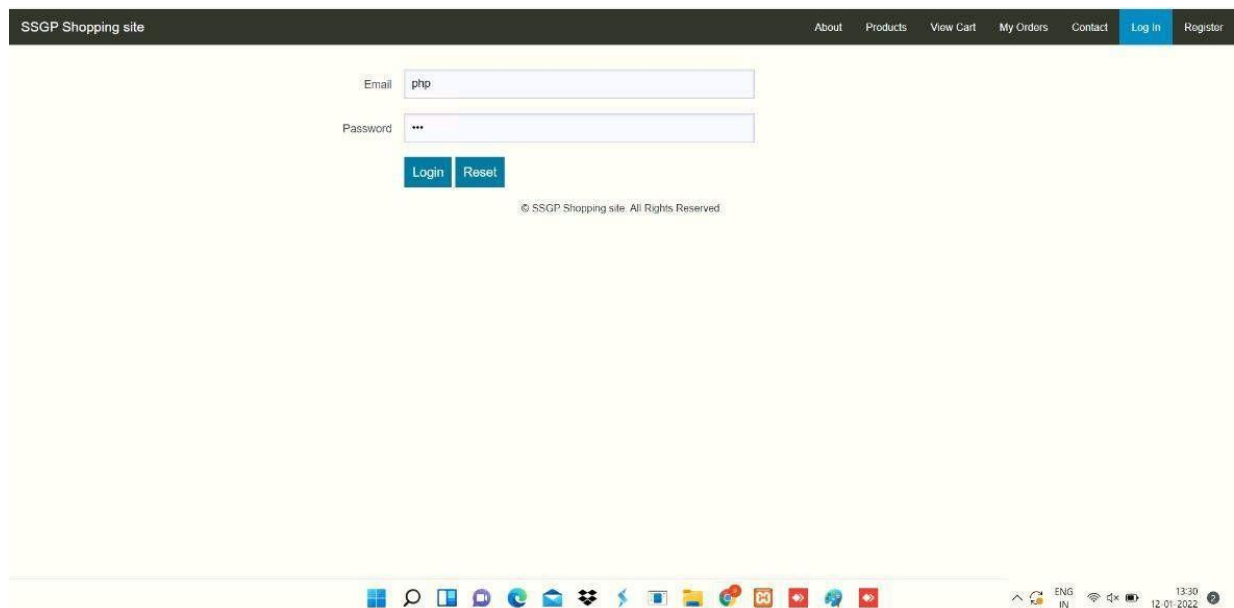 SSGP Shopping site About Products View Cart My Orders Contact Log In Register
Email php
Password •••
Login Reset
© SSGP Shopping site. All Rights Reserved.
ENG 13:30
IN 12-01-2022 2